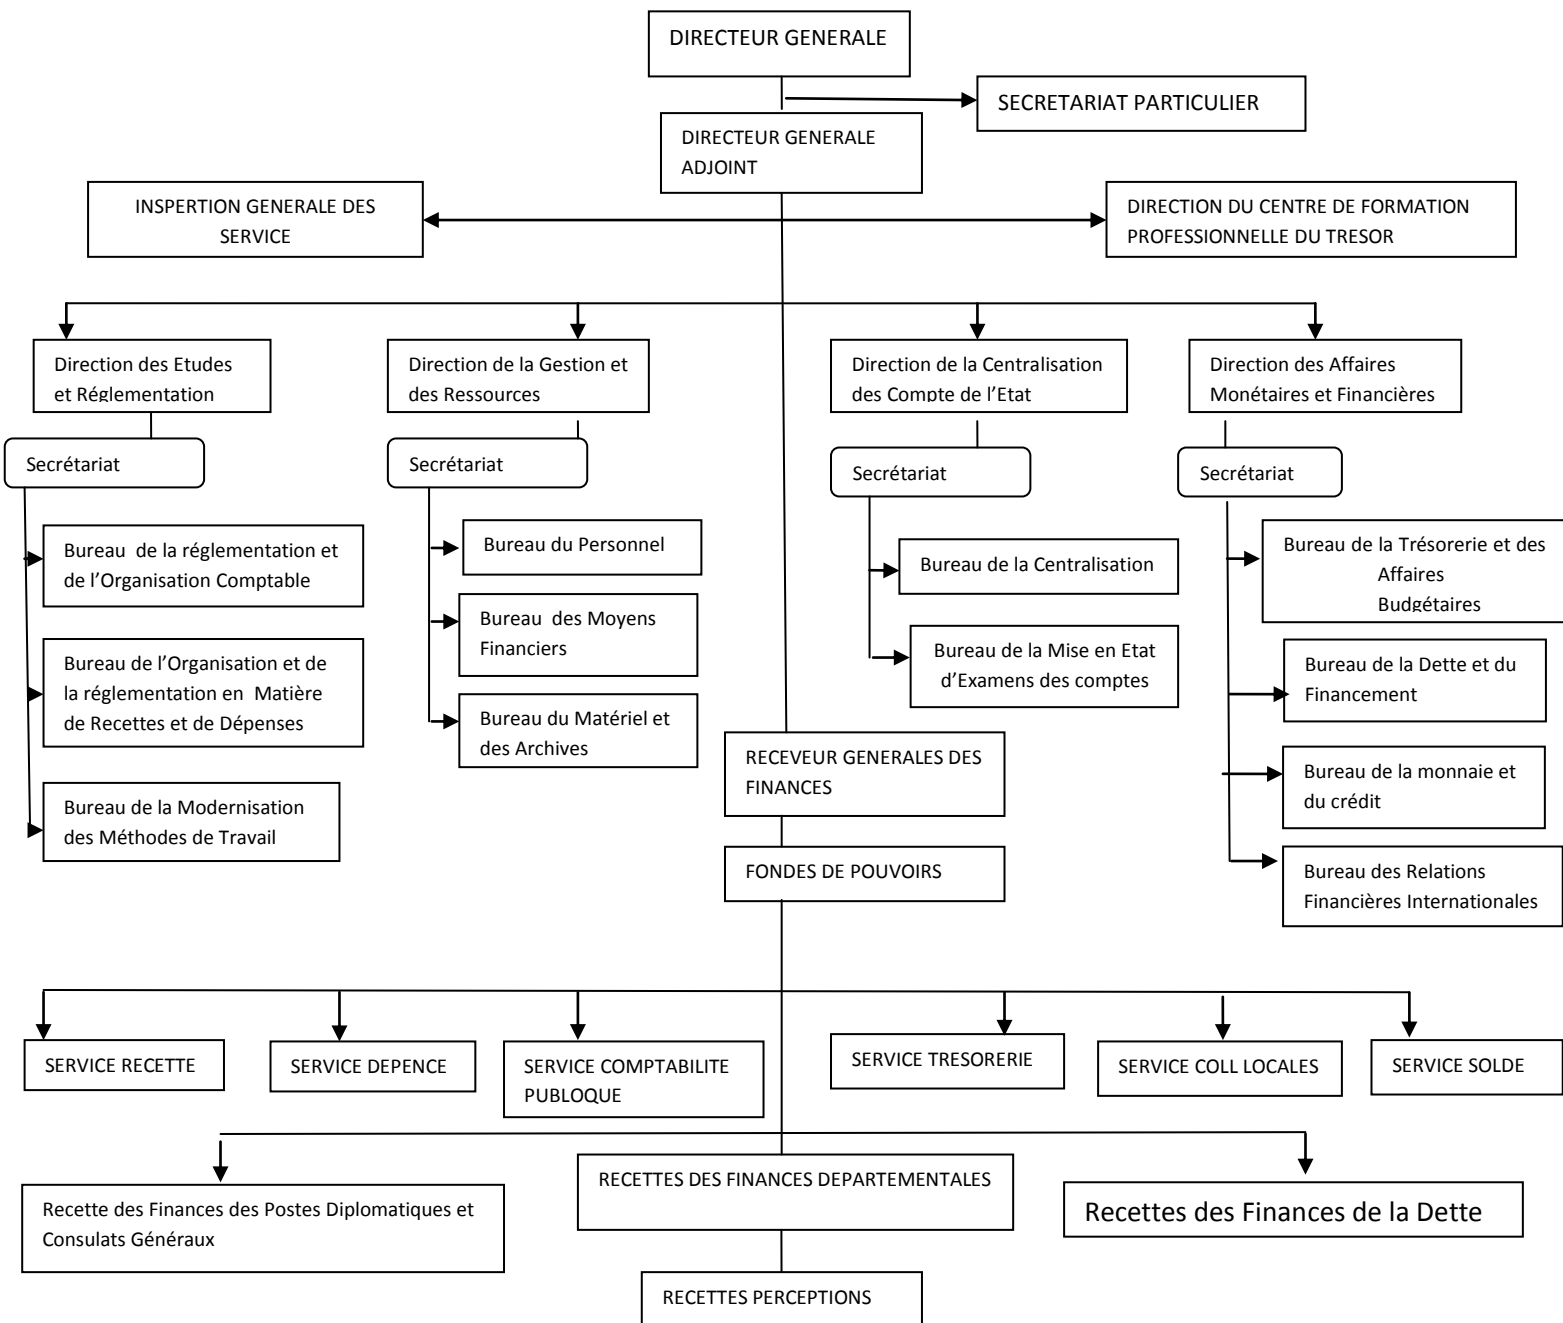 DIRECTEUR GENERALE
SECRETARIAT PARTICULIER
DIRECTEUR GENERALE
ADJOINT
INSPERTION GENERALE DES
SERVICE
DIRECTION DU CENTRE DE FORMATION
PROFESSIONNELLE DU TRESOR
Direction des Etudes
et Réglementation
Direction de la Gestion et
des Ressources
Direction de la Centralisation
des Compte de l’Etat
Direction des Affaires
Monétaires et Financières
Secrétariat
Secrétariat
Secrétariat
Secrétariat
Bureau de la réglementation et
de l’Organisation Comptable
Bureau de l’Organisation et de
la réglementation en Matière
de Recettes et de Dépenses
Bureau de la Modernisation
des Méthodes de Travail
Bureau du Personnel
Bureau des Moyens
Financiers
Bureau du Matériel et
des Archives
Bureau de la Centralisation
Bureau de la Mise en Etat
d’Examens des comptes
Bureau de la Trésorerie et des
Affaires
Budgétaires
Bureau de la Dette et du
Financement
Bureau de la monnaie et
du crédit
Bureau des Relations
Financières Internationales
RECEVEUR GENERALES DES
FINANCES
FONDES DE POUVOIRS
SERVICE RECETTE
SERVICE DEPENCE
SERVICE COMPTABILITE
PUBLOQUE
SERVICE TRESORERIE
SERVICE COLL LOCALES
SERVICE SOLDE
Recette des Finances des Postes Diplomatiques et
Consulats Généraux
RECETTES DES FINANCES DEPARTEMENTALES
Recettes des Finances de la Dette
RECETTES PERCEPTIONS